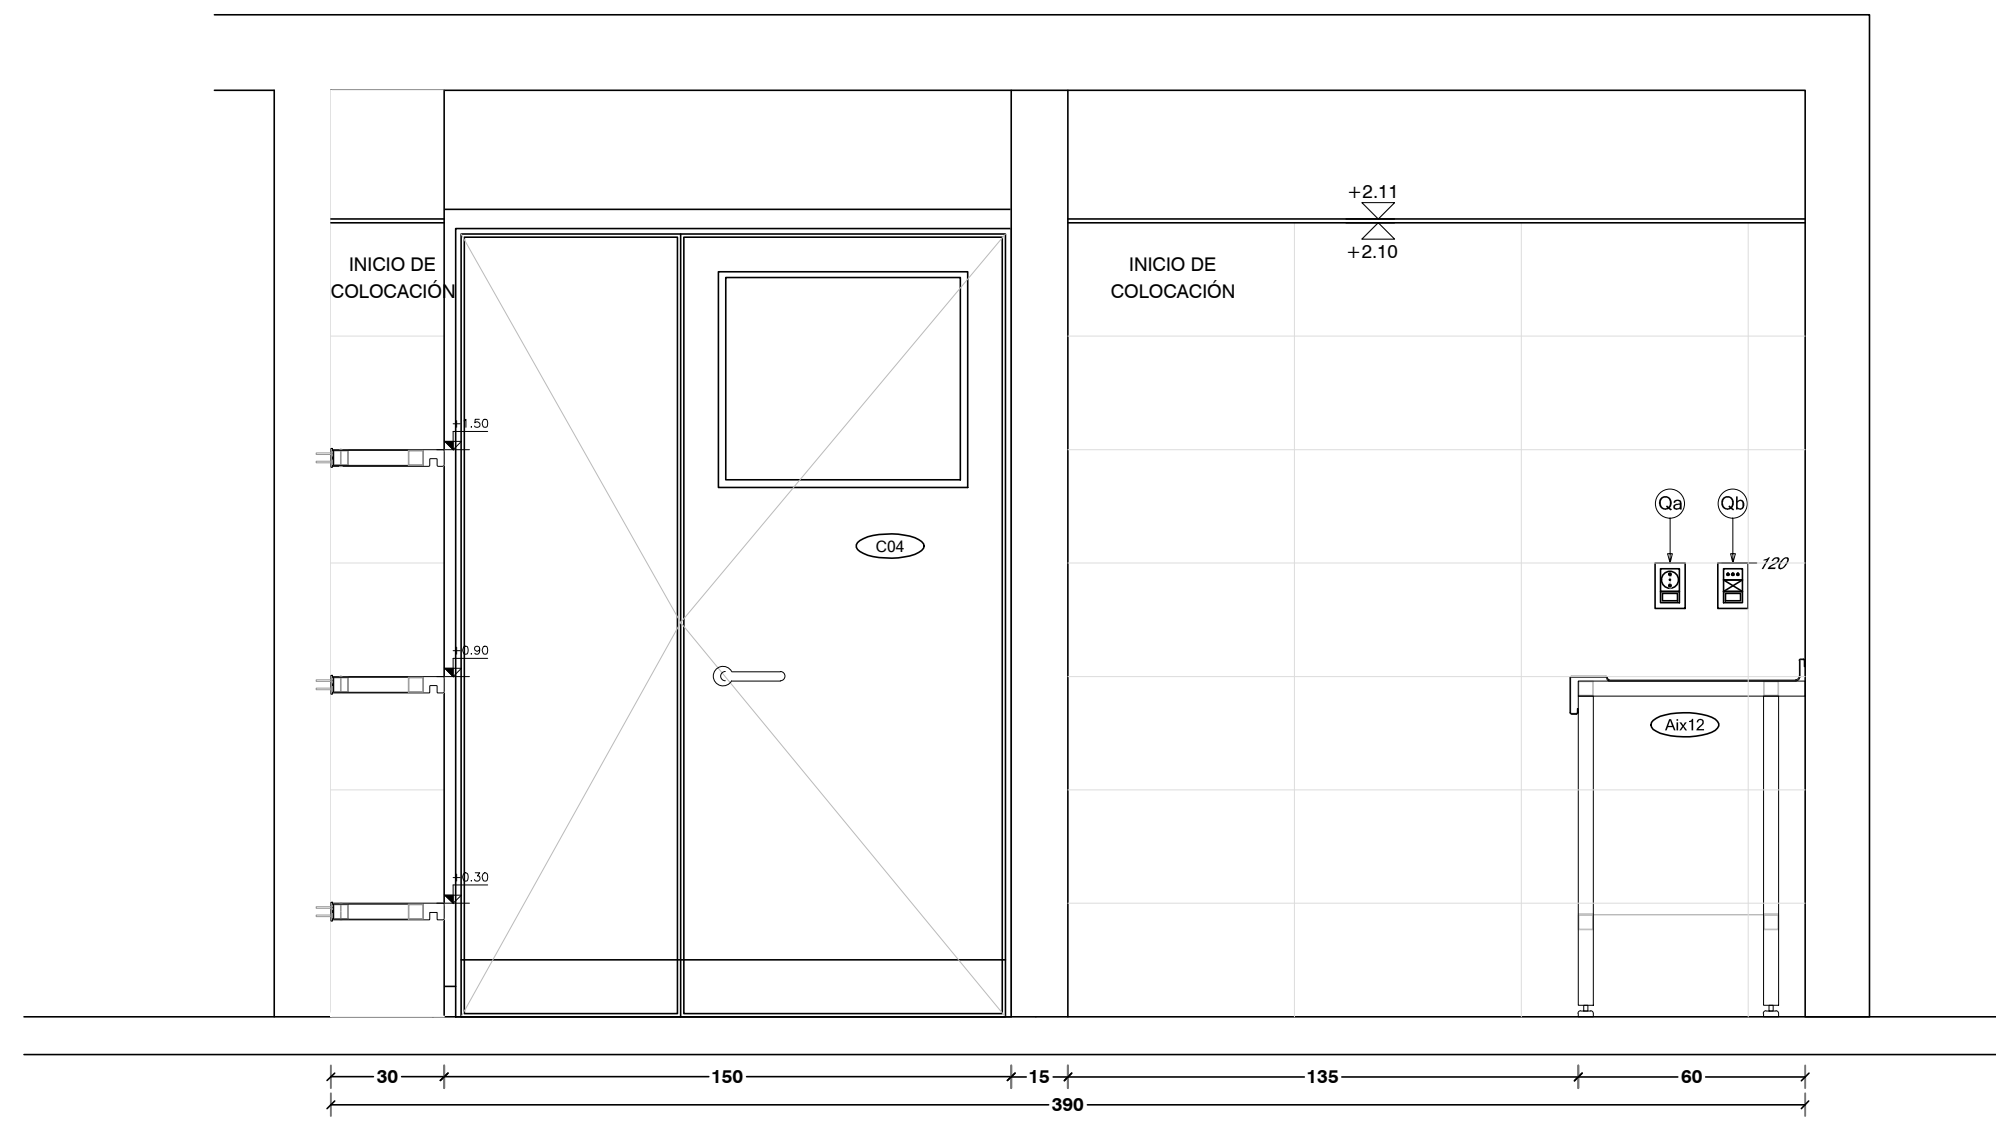 +2.11
+2.10
INICIO DE
COLOCACIÓN
INICIO DE
COLOCACIÓN
+1.50
Qa
Qb
C04
120
+0.90
Aix12
+0.30
30
150
15
135
60
390